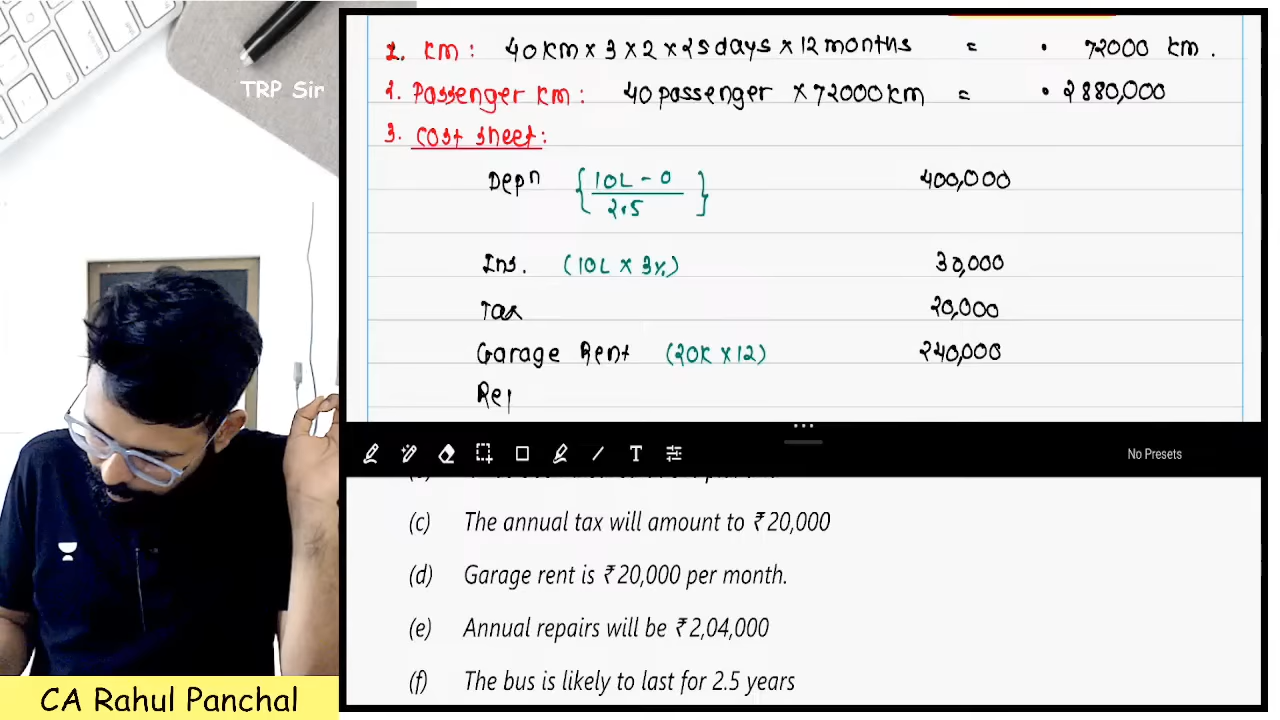 TRP Sir
1. Km: 40 Km x 3 x 2 x 25 days x 12 months = 72000 km.
2. Passenger Km: 40 passenger x 72000 km = 2880,000
3. Cost sheet:
Depn { 10L - 0 / 2.5 } 400,000
Ins. (10L x 3%) 30,000
Tax 20,000
Garage Rent (20K x 12) 240,000
Rep
No Presets
(c) The annual tax will amount to ₹20,000
(d) Garage rent is ₹20,000 per month.
(e) Annual repairs will be ₹2,04,000
(f) The bus is likely to last for 2.5 years
CA Rahul Panchal